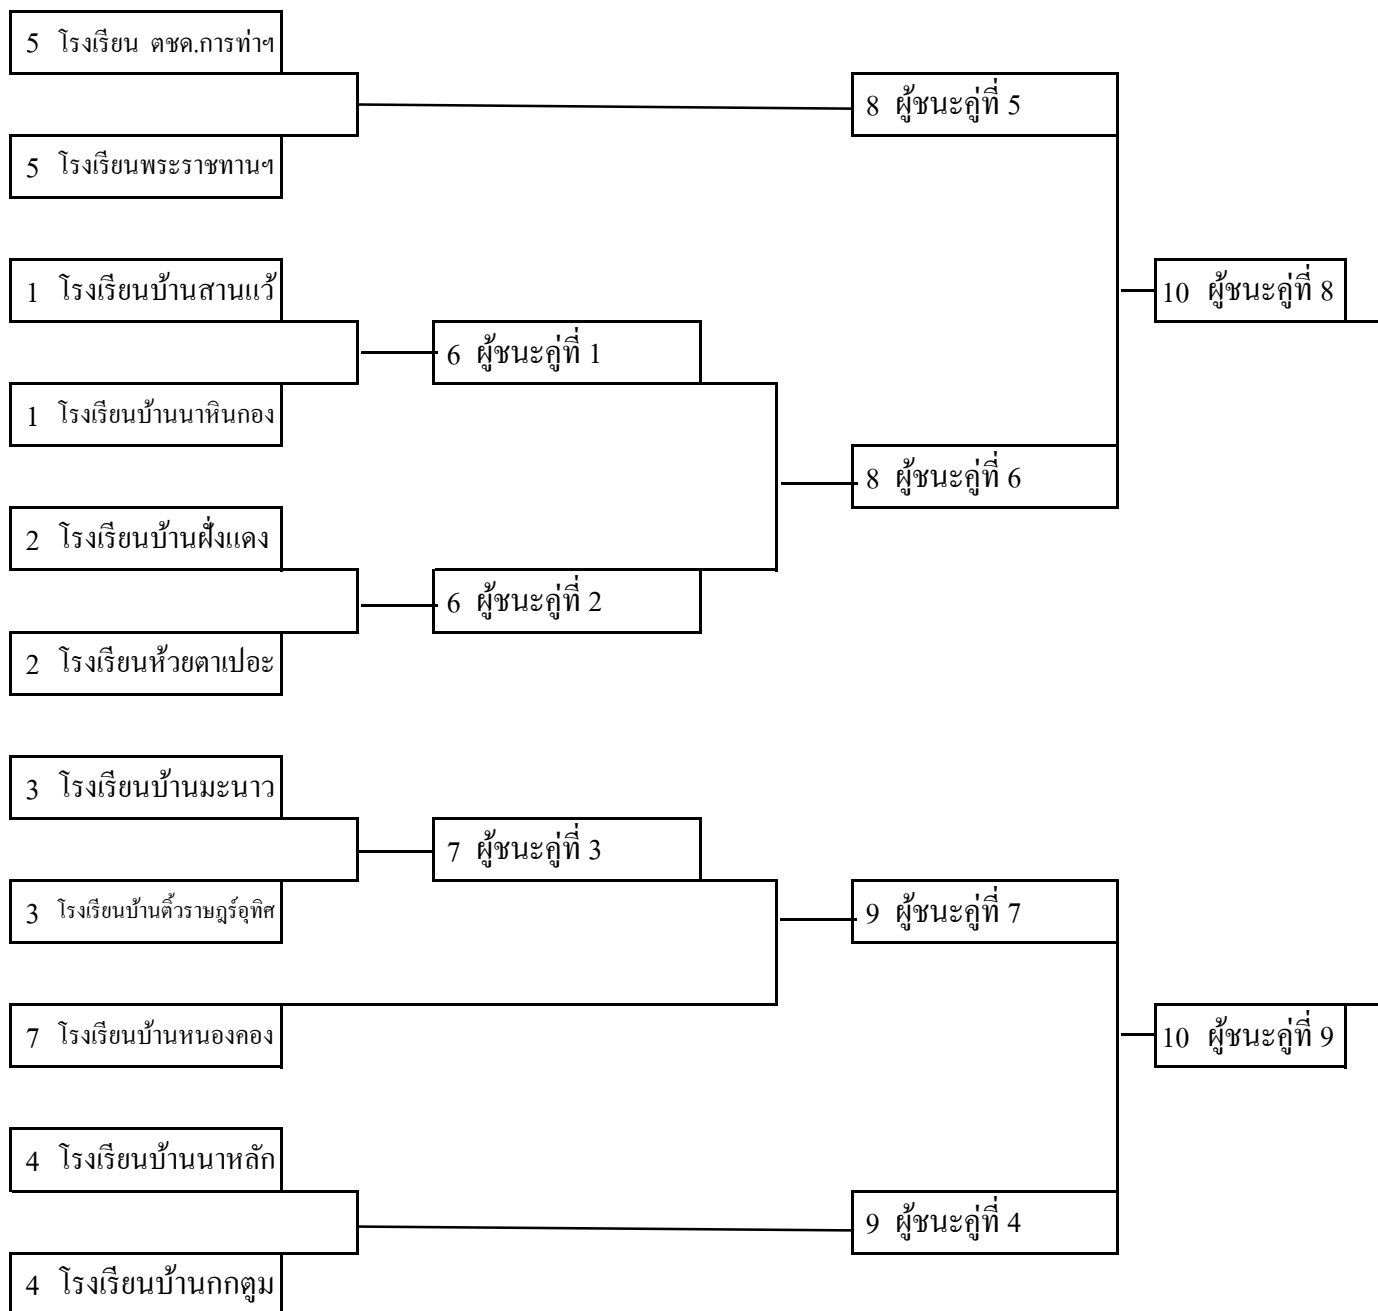 5 โรงเรียน ตชด.การท่าฯ
8 ผู้ชนะคู่ที่ 5
5 โรงเรียนพระราชทานฯ
1 โรงเรียนบ้านสานแว้
10 ผู้ชนะคู่ที่ 8
6 ผู้ชนะคู่ที่ 1
1 โรงเรียนบ้านนาหินกอง
8 ผู้ชนะคู่ที่ 6
2 โรงเรียนบ้านฝั่งแดง
6 ผู้ชนะคู่ที่ 2
2 โรงเรียนห้วยตาเปอะ
3 โรงเรียนบ้านมะนาว
7 ผู้ชนะคู่ที่ 3
3 โรงเรียนบ้านติ้วราษฎร์อุทิศ
9 ผู้ชนะคู่ที่ 7
7 โรงเรียนบ้านหนองคอง
10 ผู้ชนะคู่ที่ 9
4 โรงเรียนบ้านนาหลัก
9 ผู้ชนะคู่ที่ 4
4 โรงเรียนบ้านกกตูม